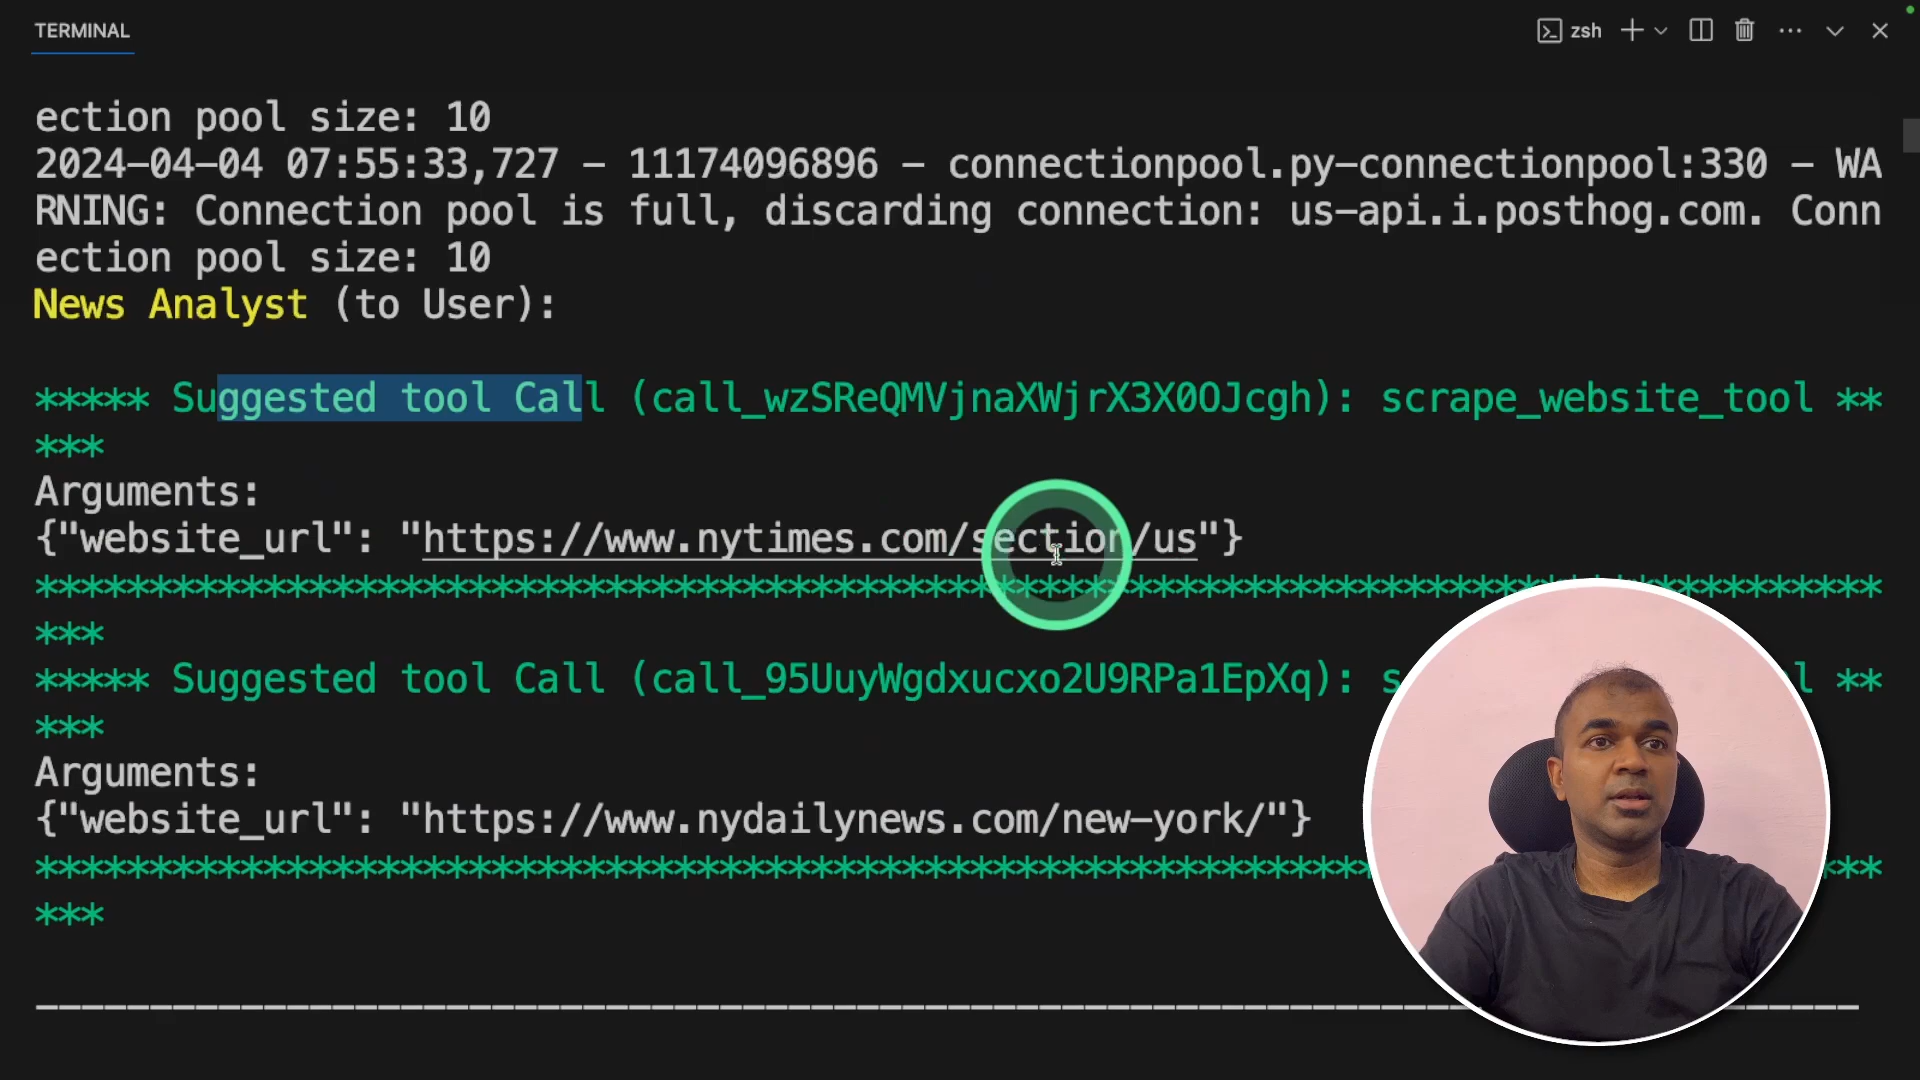 TERMINAL
zsh
ection pool size: 10
2024-04-04 07:55:33,727 - 11174096896 - connectionpool.py-connectionpool:330 - WA
RNING: Connection pool is full, discarding connection: us-api.i.posthog.com. Conn
ection pool size: 10
News Analyst (to User):
***** Suggested tool Call (call_wzSReQMVjnaXWjrX3X0OJcgh): scrape_website_tool **
***
Arguments:
{"website_url": "https://www.nytimes.com/section/us"}
*********************************************************************************
***
***** Suggested tool Call (call_95UuyWgdxucxo2U9RPa1EpXq): s l **
***
Arguments:
{"website_url": "https://www.nydailynews.com/new-york/"}
*********************************************************************************
***
--------------------------------------------------------------------------------